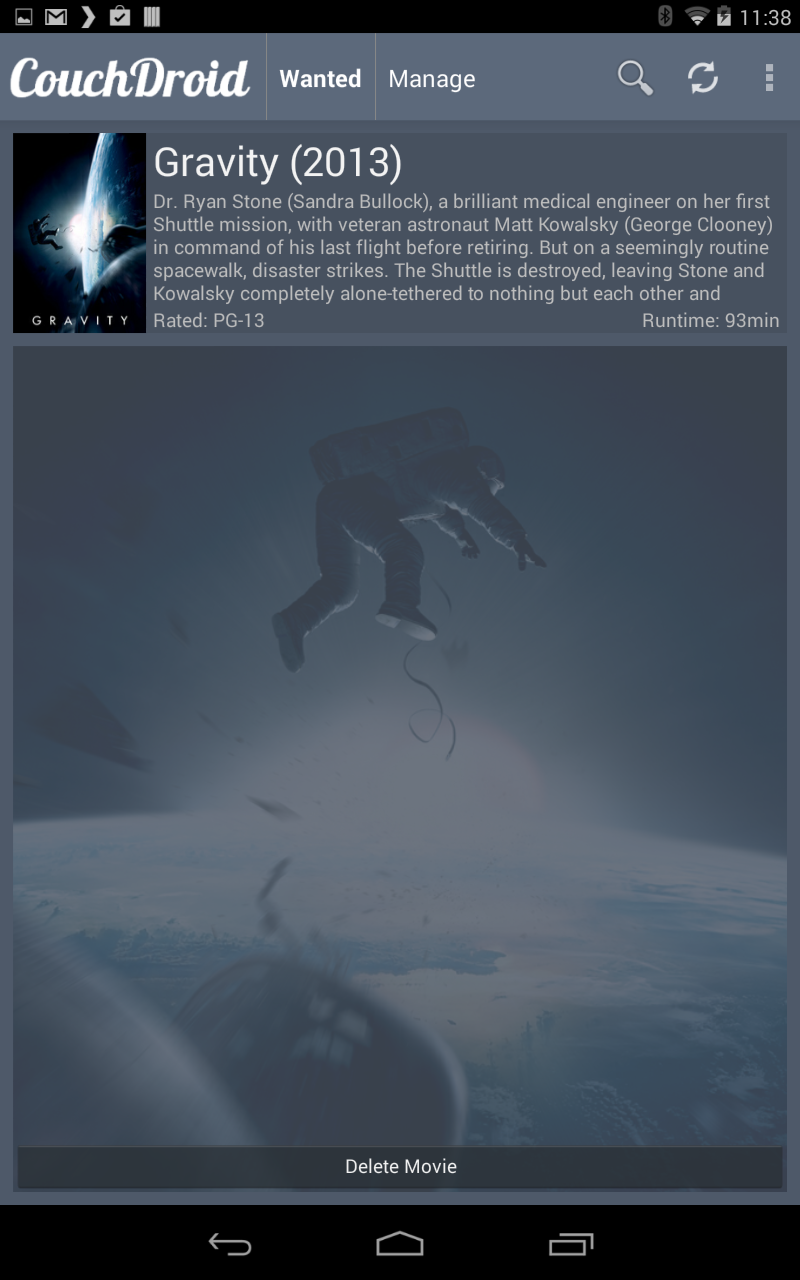 11:38
CouchDroid
Wanted
Manage
Gravity (2013)
Dr. Ryan Stone (Sandra Bullock), a brilliant medical engineer on her first
Shuttle mission, with veteran astronaut Matt Kowalsky (George Clooney)
in command of his last flight before retiring. But on a seemingly routine
spacewalk, disaster strikes. The Shuttle is destroyed, leaving Stone and
Kowalsky completely alone-tethered to nothing but each other and
GRAVITY
Rated: PG-13
Runtime: 93min
Delete Movie